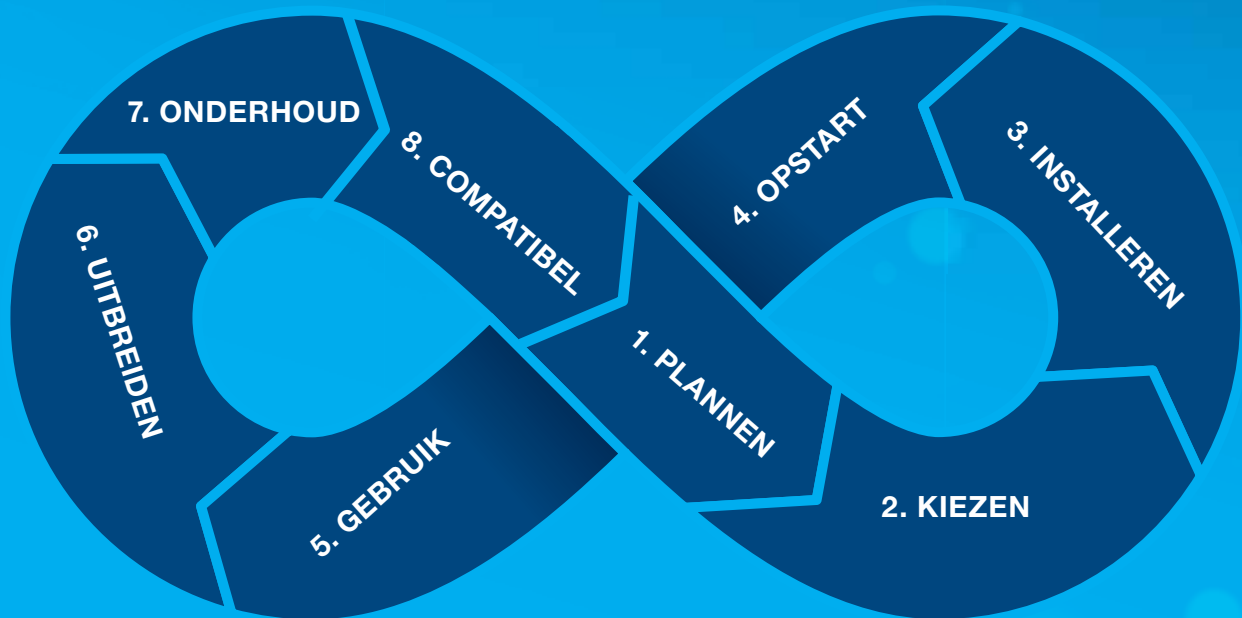 1. PLANNEN
2. KIEZEN
3. INSTALLEREN
4. OPSTART
5. GEBRUIK
6. UITBREIDEN
7. ONDERHOUD
8. COMPATIBEL